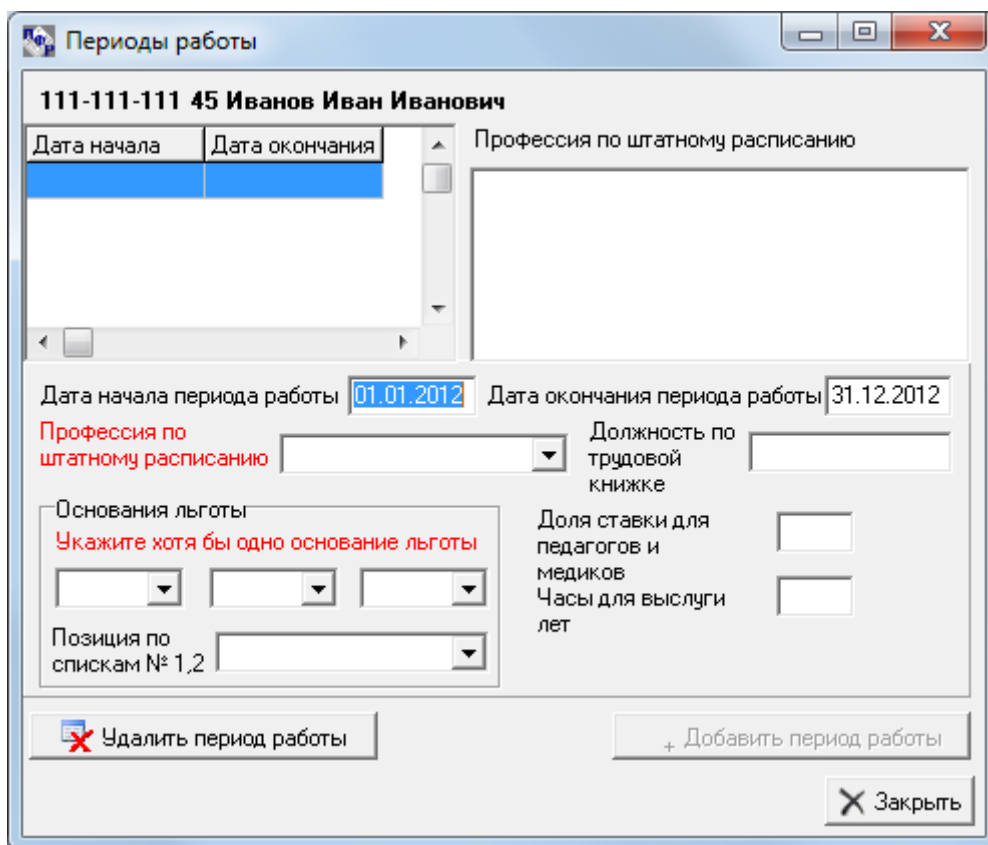 Периоды работы
111-111-111 45 Иванов Иван Иванович
Дата начала Дата окончания
Профессия по штатному расписанию
Дата начала периода работы 01.01.2012 Дата окончания периода работы 31.12.2012
Профессия по
штатному расписанию
Должность по
трудовой
книжке
Основания льготы
Укажите хотя бы одно основание льготы
Позиция по
спискам № 1,2
Доля ставки для
педагогов и
медиков
Часы для выслуги
лет
Удалить период работы
+ Добавить период работы
Закрыть